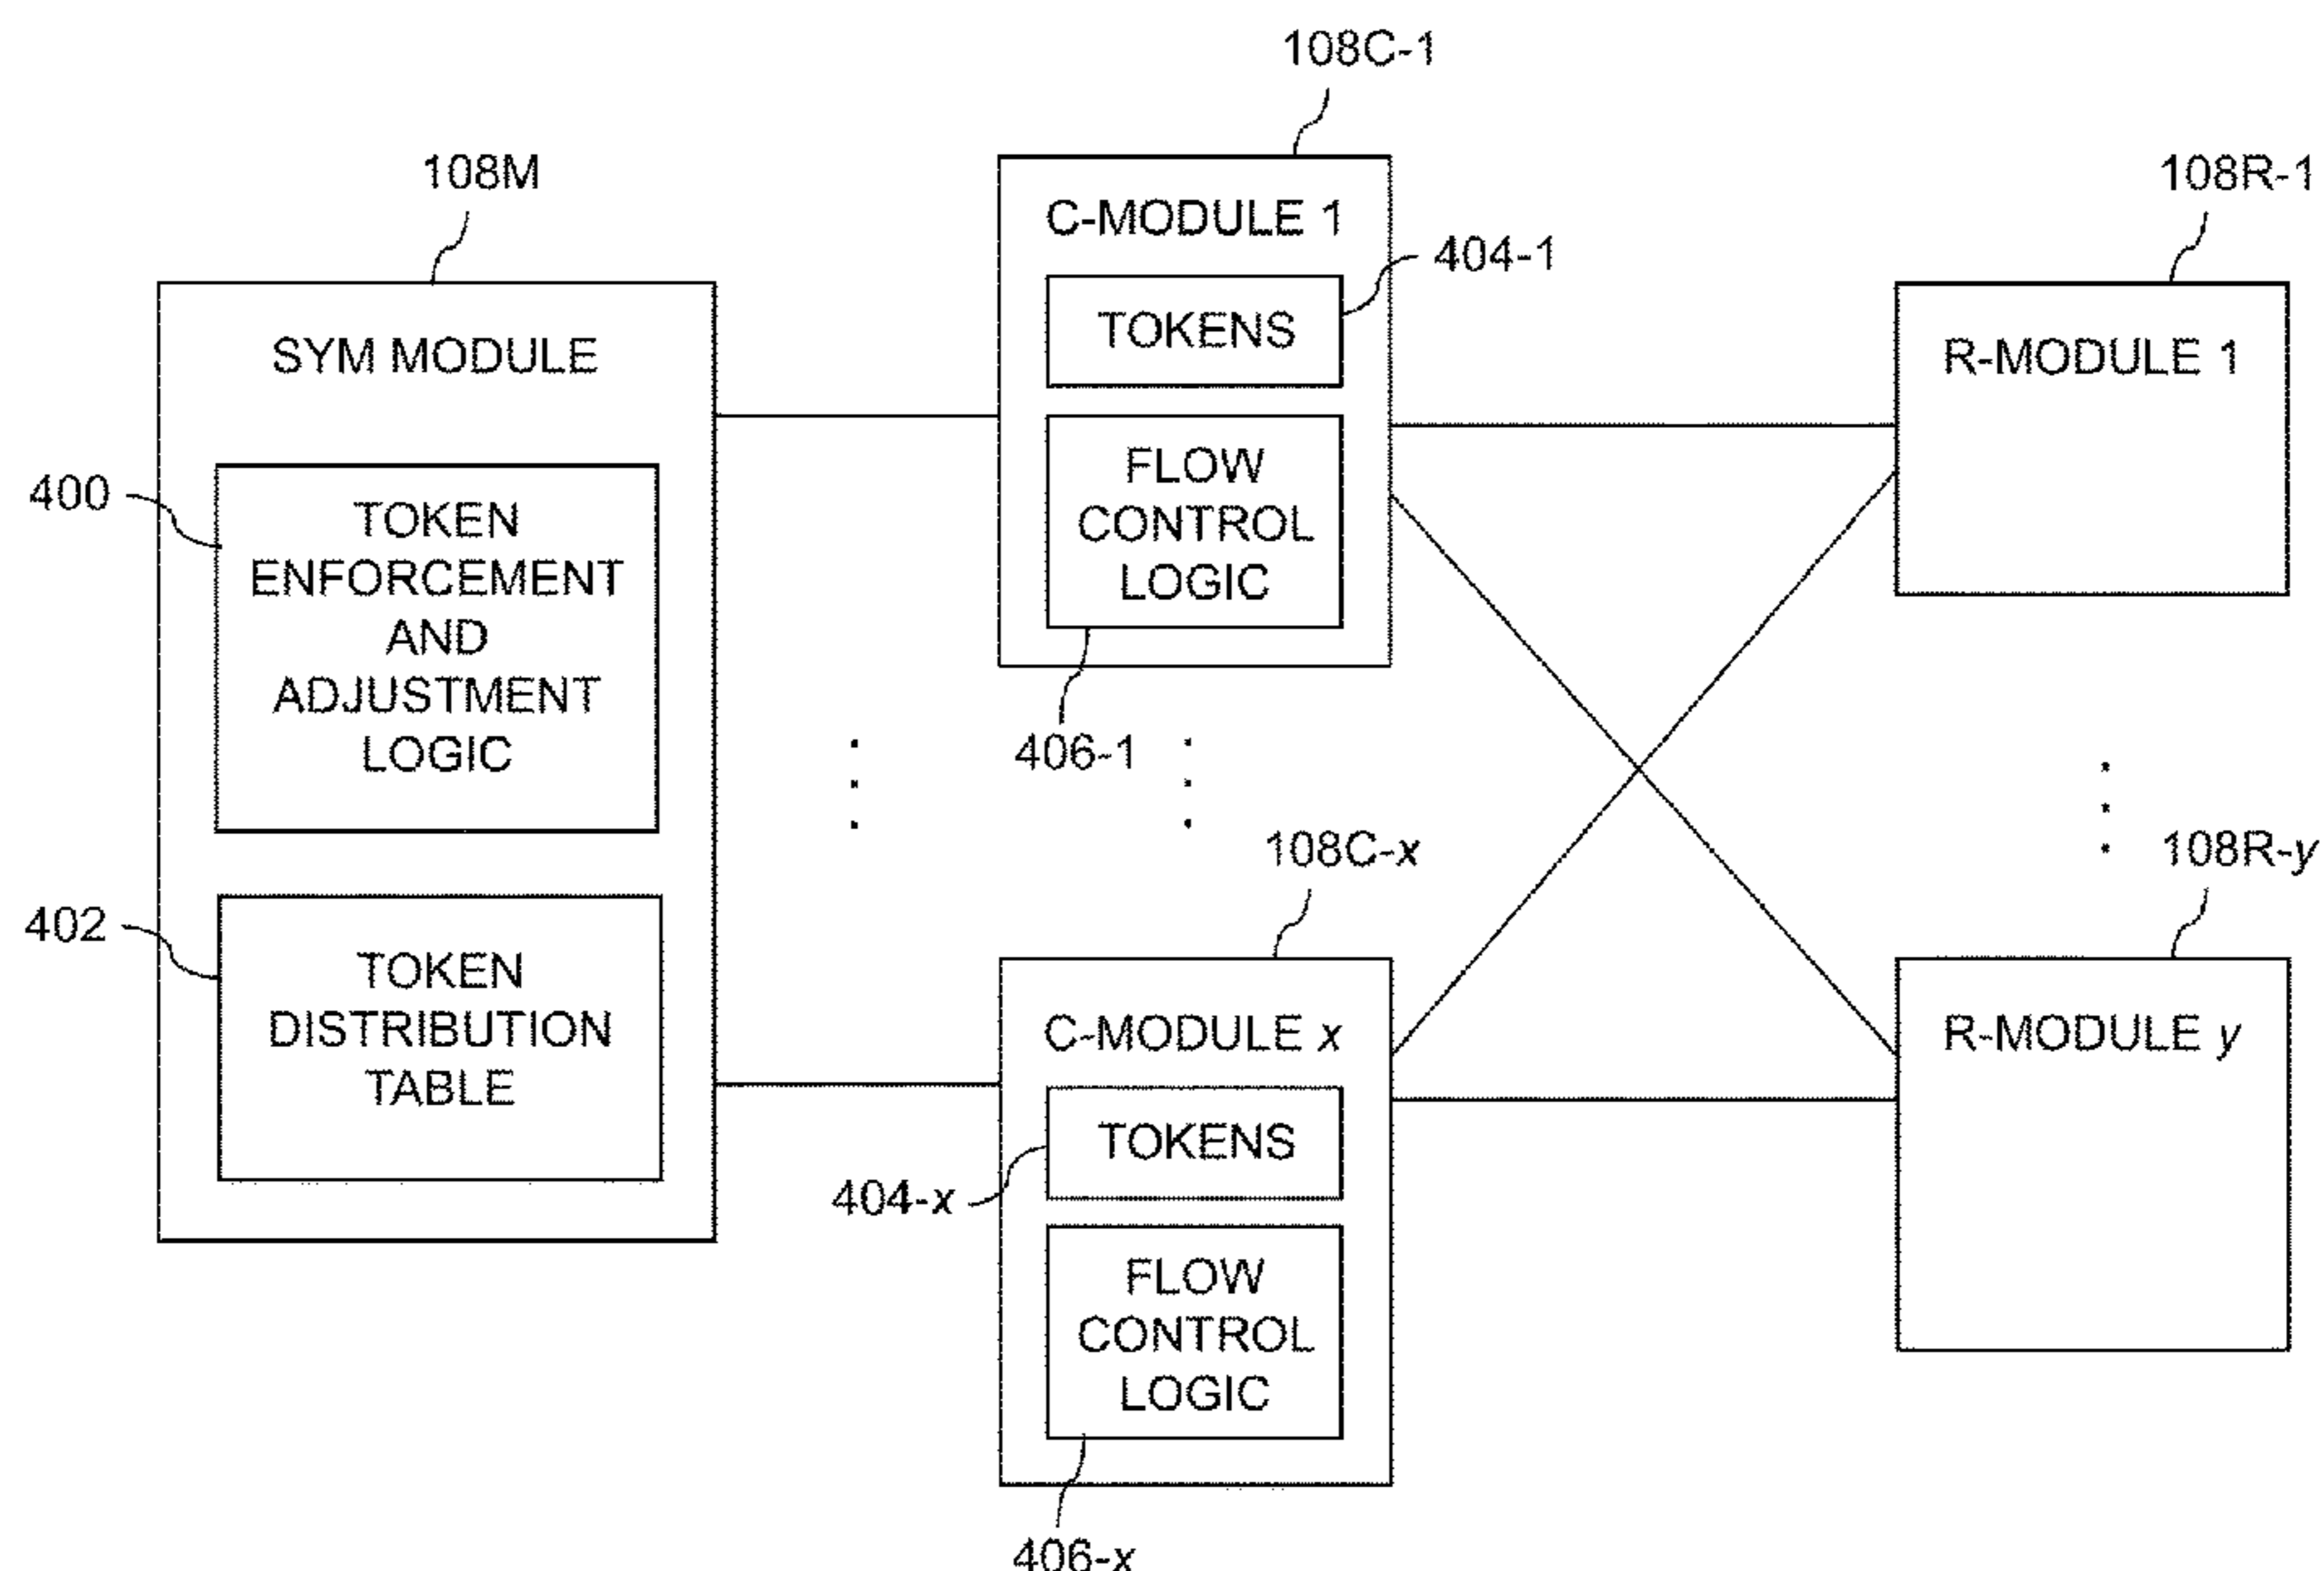 108C-1
108M
108R-1
C-MODULE 1
404-1
TOKENS
SYM MODULE
R-MODULE 1
FLOW
CONTROL
LOGIC
400
TOKEN
ENFORCEMENT
AND
ADJUSTMENT
LOGIC
406-1
108C-x
108R-y
402
TOKEN
DISTRIBUTION
TABLE
C-MODULE x
R-MODULE y
TOKENS
404-x
FLOW
CONTROL
LOGIC
406-x